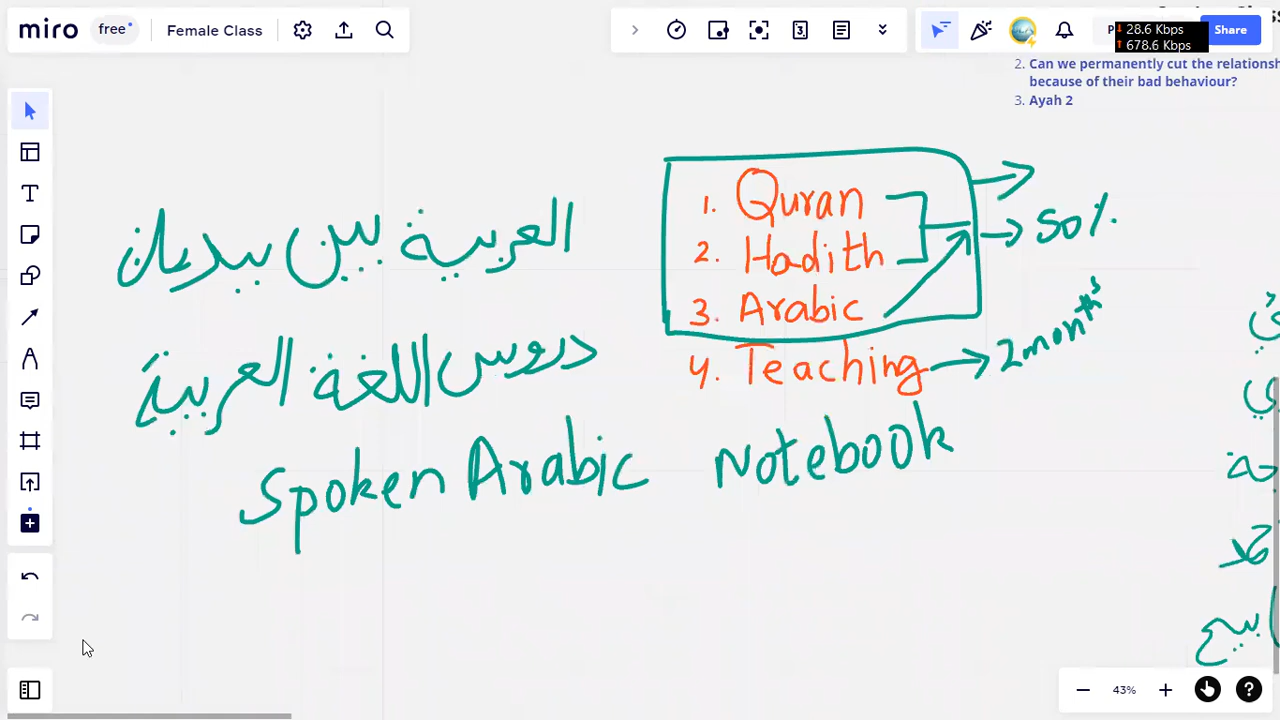 miro free Female Class
28.6 Kbps
678.6 Kbps
Share
2. Can we permanently cut the relations
because of their bad behaviour?
3. Ayah 2
العربية بين يديك
دروس اللغة العربية
Spoken Arabic Notebook
1. Quran
2. Hadith
3. Arabic
4. Teaching
50%
2 months
43%